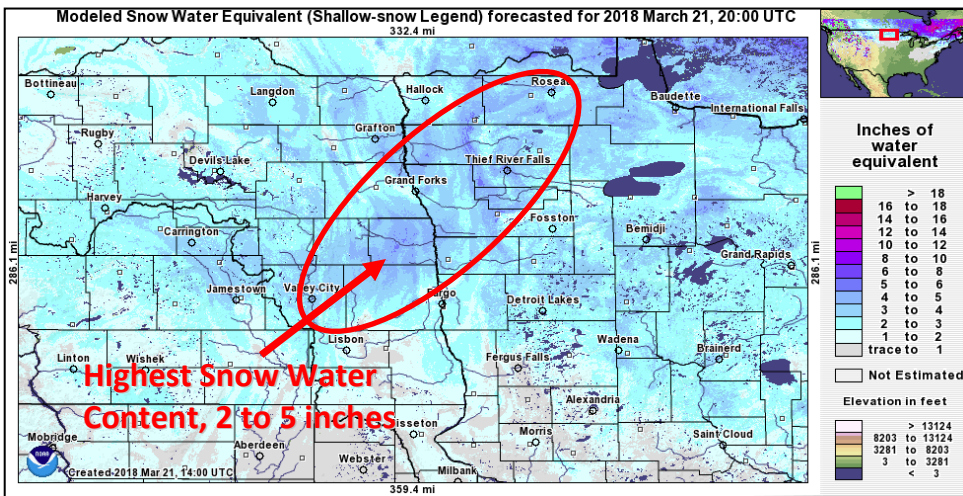 Modeled Snow Water Equivalent (Shallow-snow Legend) forecasted for 2018 March 21, 20:00 UTC
332.4 mi
Bottineau
Langdon
Hallock
Roseau
Baudette
International Falls
Rugby
Grafton
Devils Lake
Thief River Falls
Grand Forks
Harvey
Carrington
Fosston
Bemidji
Grand Rapids
286.1 mi
286.1 mi
Jamestown
Valley City
Fargo
Detroit Lakes
Lisbon
Wadena
Brainerd
Linton
Wishek
Fergus Falls
Highest Snow Water
Content, 2 to 5 inches
Alexandria
Mobridge
Aberdeen
Sisseton
Morris
Saint Cloud
Webster
Milbank
noaa
Created 2018 Mar 21, 14:00 UTC
359.4 mi
Inches of
water
equivalent
> 18
16 to 18
14 to 16
12 to 14
10 to 12
8 to 10
6 to 8
5 to 6
4 to 5
3 to 4
2 to 3
1 to 2
trace to 1
Not Estimated
Elevation in feet
> 13124
8203 to 13124
3281 to 8203
3 to 3281
< 3